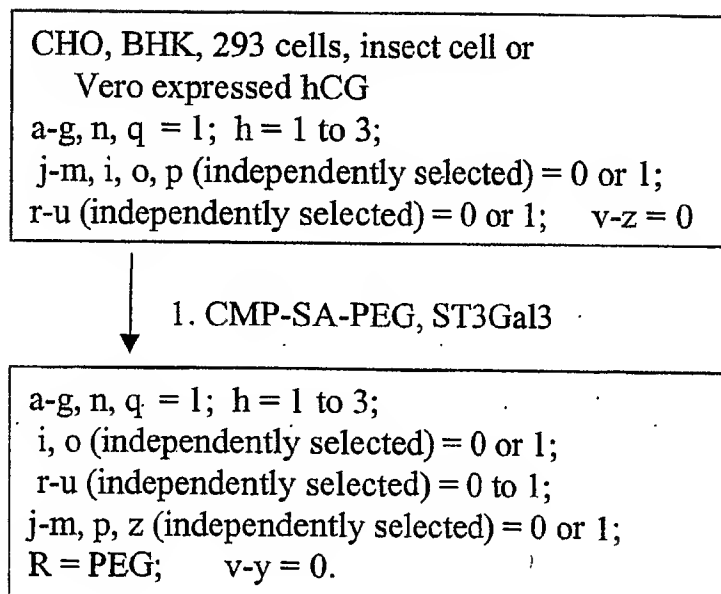 CHO, BHK, 293 cells, insect cell or
Vero expressed hCG
a-g, n, q = 1; h = 1 to 3;
j-m, i, o, p (independently selected) = 0 or 1;
r-u (independently selected) = 0 or 1; v-z = 0
1. CMP-SA-PEG, ST3Gal3
a-g, n, q = 1; h = 1 to 3;
i, o (independently selected) = 0 or 1;
r-u (independently selected) = 0 to 1;
j-m, p, z (independently selected) = 0 or 1;
R = PEG; v-y = 0.